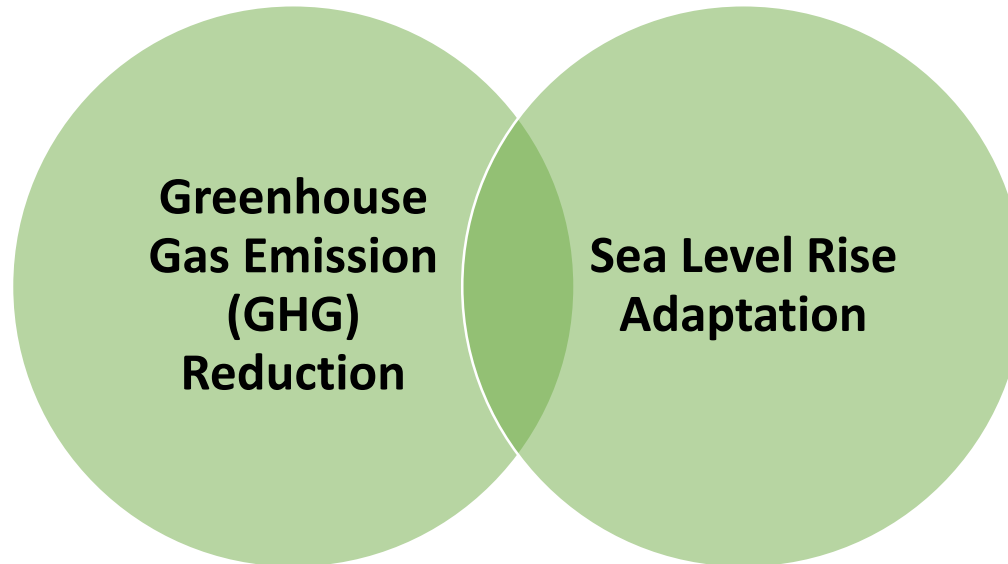 Greenhouse
Gas Emission
(GHG)
Reduction
Sea Level Rise
Adaptation